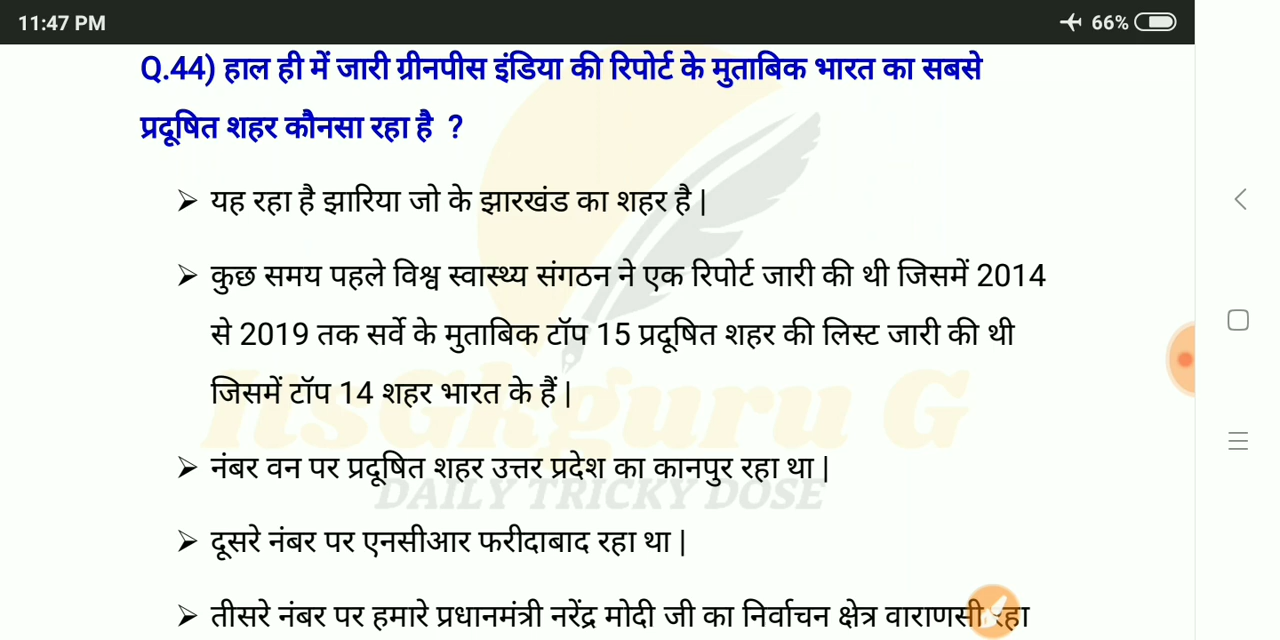 11:47 PM
66%
Q.44) हाल ही में जारी ग्रीनपीस इंडिया की रिपोर्ट के मुताबिक भारत का सबसे
प्रदूषित शहर कौनसा रहा है ?
➢ यह रहा है झारिया जो के झारखंड का शहर है |
➢ कुछ समय पहले विश्व स्वास्थ्य संगठन ने एक रिपोर्ट जारी की थी जिसमें 2014
से 2019 तक सर्वे के मुताबिक टॉप 15 प्रदूषित शहर की लिस्ट जारी की थी
जिसमें टॉप 14 शहर भारत के हैं |
ItsGkguru G
➢ नंबर वन पर प्रदूषित शहर उत्तर प्रदेश का कानपुर रहा था |
DAILY TRICKY DOSE
➢ दूसरे नंबर पर एनसीआर फरीदाबाद रहा था |
➢ तीसरे नंबर पर हमारे प्रधानमंत्री नरेंद्र मोदी जी का निर्वाचन क्षेत्र वाराणसी रहा